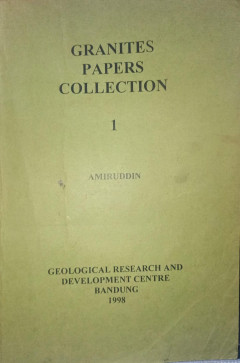 GRANITES
PAPERS
COLLECTION
1
AMIRUDDIN
GEOLOGICAL RESEARCH AND
DEVELOPMENT CENTRE
BANDUNG
1998